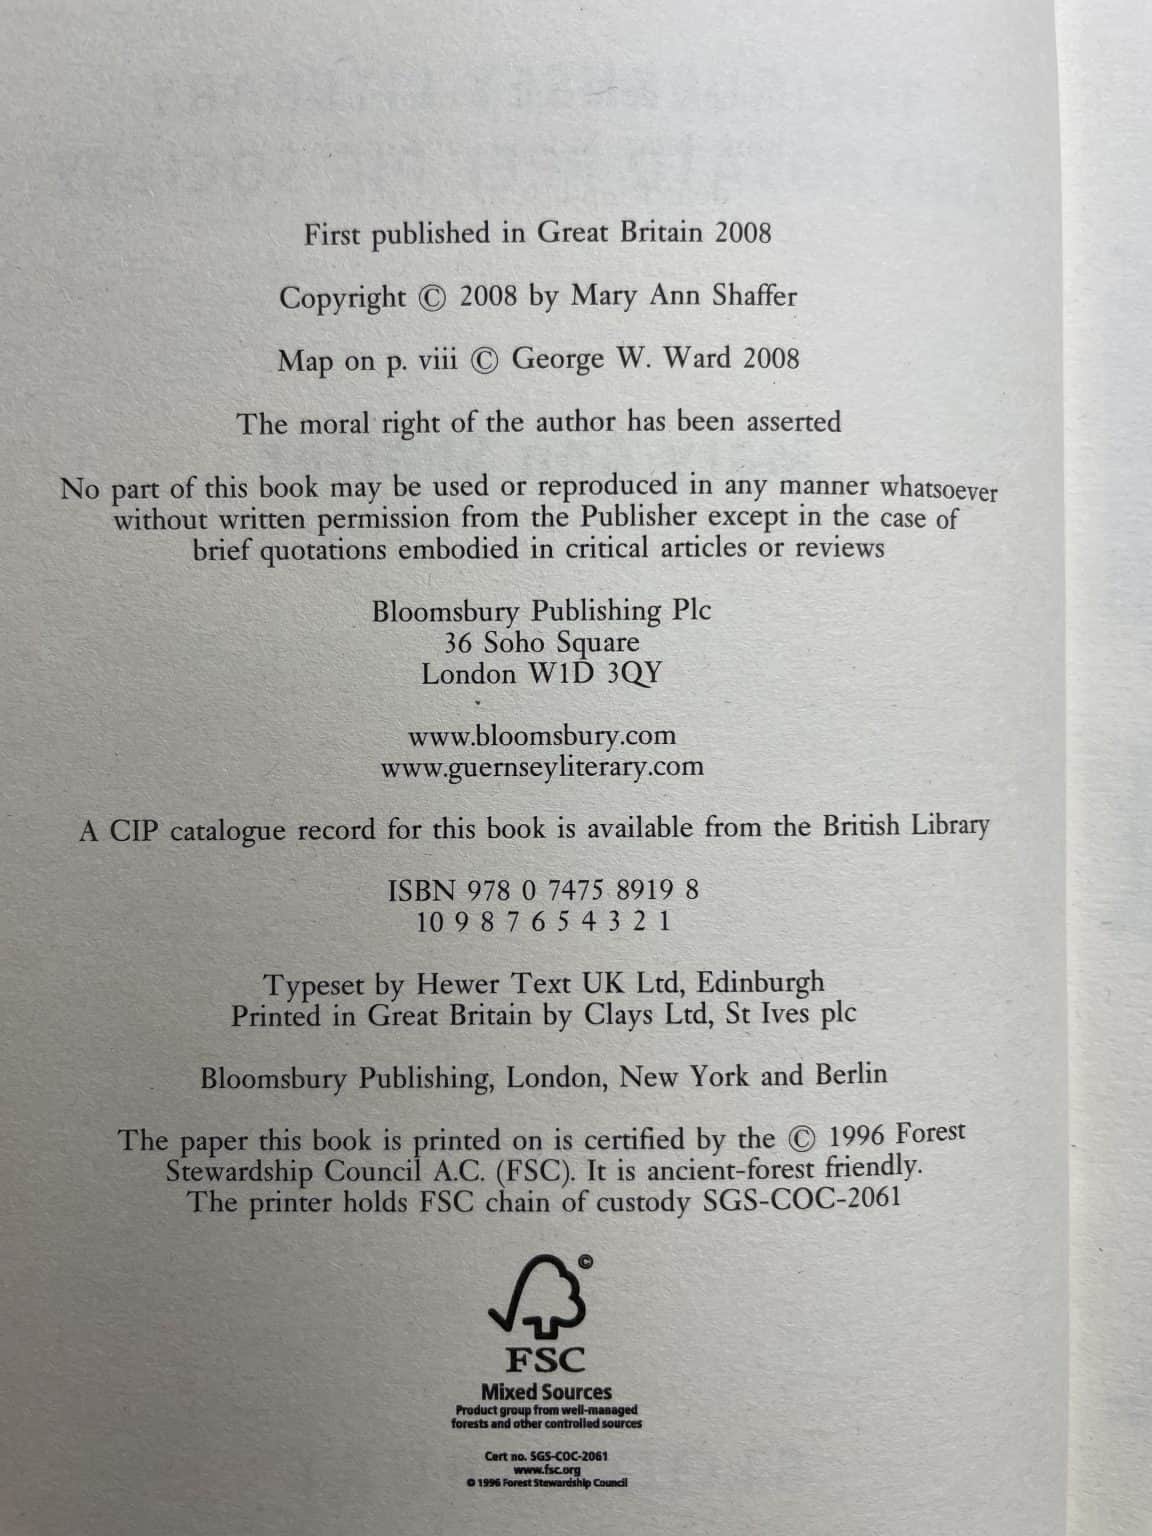 First published in Great Britain 2008
Copyright © 2008 by Mary Ann Shaffer
Map on p. viii © George W. Ward 2008
The moral right of the author has been asserted
No part of this book may be used or reproduced in any manner whatsoever
without written permission from the Publisher except in the case of
brief quotations embodied in critical articles or reviews
Bloomsbury Publishing Plc
36 Soho Square
London W1D 3QY
www.bloomsbury.com
www.guernseyliterary.com
A CIP catalogue record for this book is available from the British Library
ISBN 978 0 7475 8919 8
10 9 8 7 6 5 4 3 2 1
Typeset by Hewer Text UK Ltd, Edinburgh
Printed in Great Britain by Clays Ltd, St Ives plc
Bloomsbury Publishing, London, New York and Berlin
The paper this book is printed on is certified by the © 1996 Forest
Stewardship Council A.C. (FSC). It is ancient-forest friendly.
The printer holds FSC chain of custody SGS-COC-2061
©
FSC
Mixed Sources
Product group from well-managed
forests and other controlled sources
Cert no. SGS-COC-2061
www.fsc.org
© 1996 Forest Stewardship Council